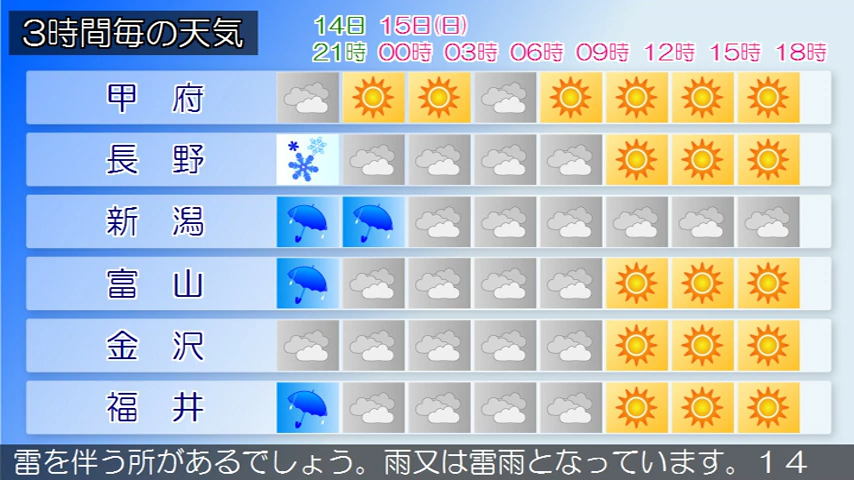 3時間毎の天気
14日 15日(日)
21時 00時 03時 06時 09時 12時 15時 18時
甲 府
長 野
新 潟
富 山
金 沢
福 井
雷を伴う所があるでしょう。雨又は雷雨となっています。１４